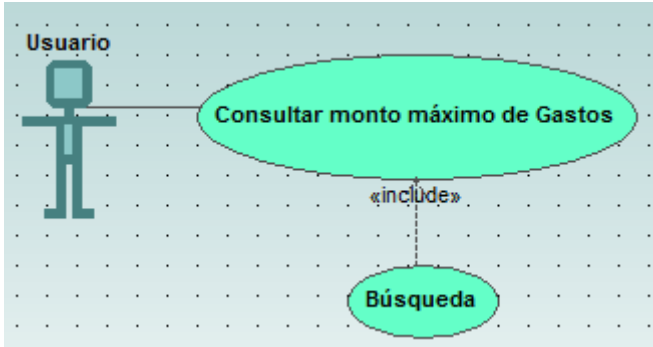 Usuario
Consultar monto máximo de Gastos
«include»
Búsqueda